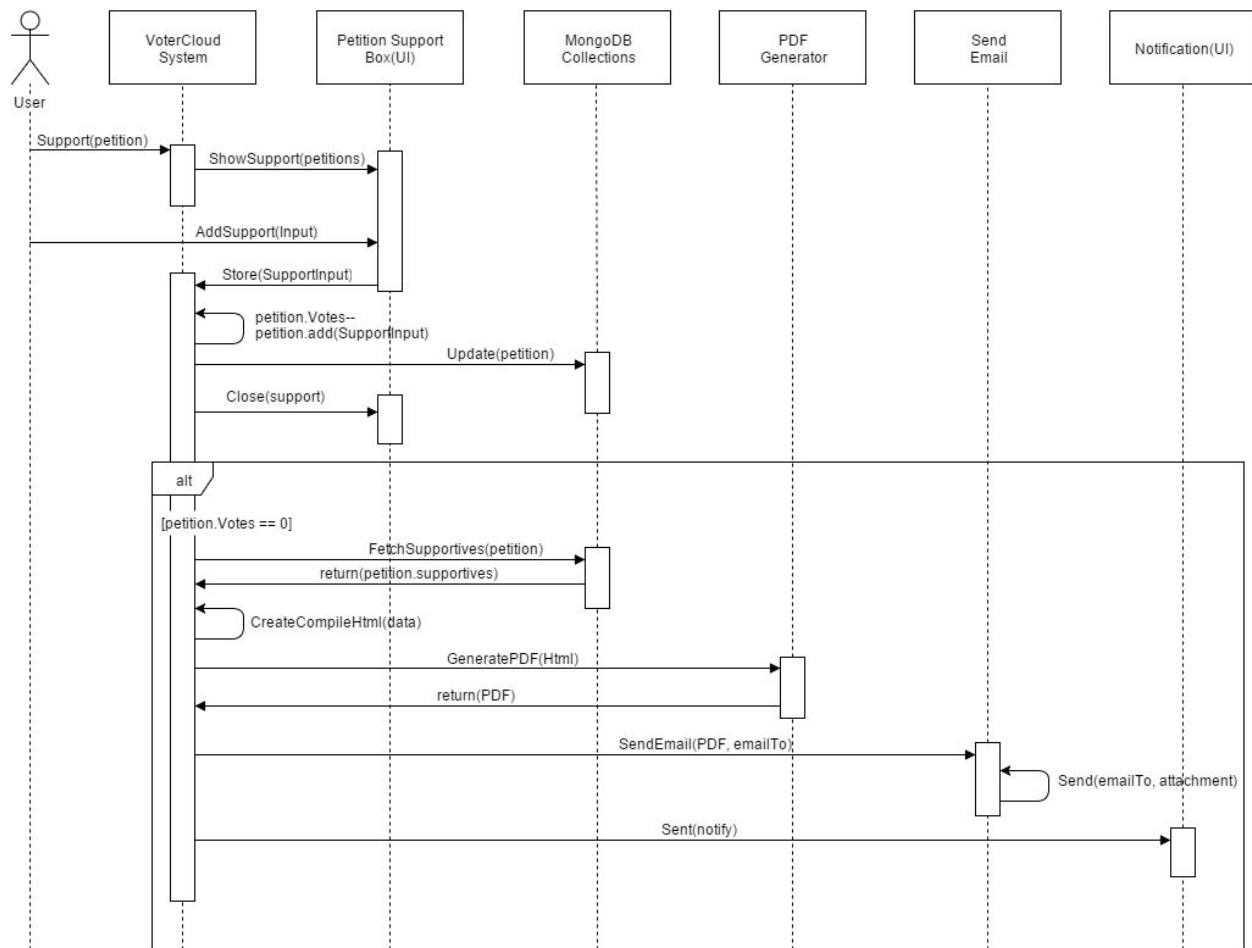 VoterCloud
System
Petition Support
Box(UI)
MongoDB
Collections
PDF
Generator
Send
Email
Notification(UI)
User
Support(petition)
ShowSupport(petitions)
AddSupport(Input)
Store(SupportInput)
petition.Votes--
petition.add(SupportInput)
Update(petition)
Close(support)
alt
[petition.Votes == 0]
FetchSupportives(petition)
return(petition.supportives)
CreateCompileHtml(data)
GeneratePDF(Html)
return(PDF)
SendEmail(PDF, emailTo)
Send(emailTo, attachment)
Sent(notify)